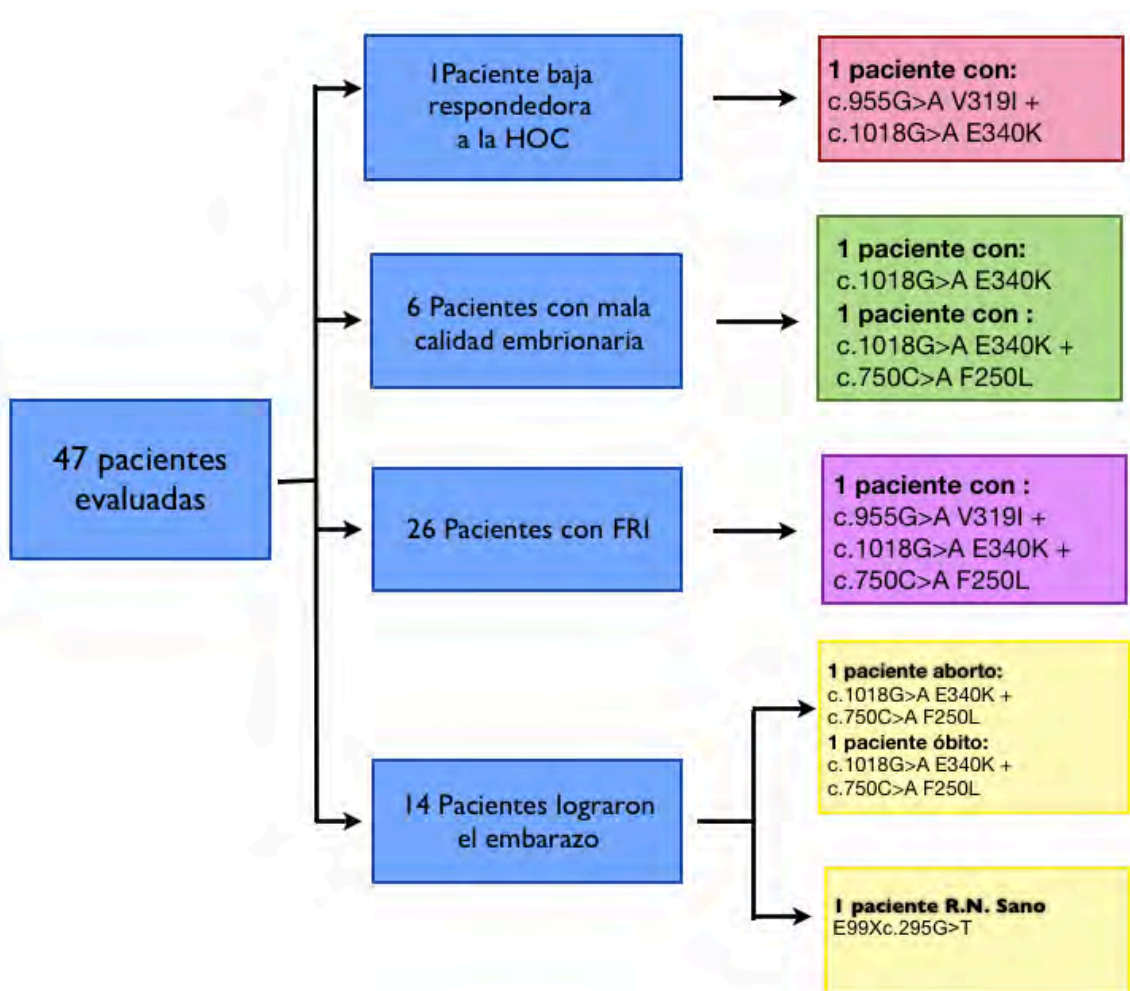 1Paciente baja
respondedora
a la HOC
1 paciente con:
c.955G>A V319I +
c.1018G>A E340K
6 Pacientes con mala
calidad embrionaria
1 paciente con:
c.1018G>A E340K
1 paciente con :
c.1018G>A E340K +
c.750C>A F250L
47 pacientes
evaluadas
26 Pacientes con FRI
1 paciente con :
c.955G>A V319I +
c.1018G>A E340K +
c.750C>A F250L
14 Pacientes lograron
el embarazo
1 paciente aborto:
c.1018G>A E340K +
c.750C>A F250L
1 paciente óbito:
c.1018G>A E340K +
c.750C>A F250L
1 paciente R.N. Sano
E99Xc.295G>T